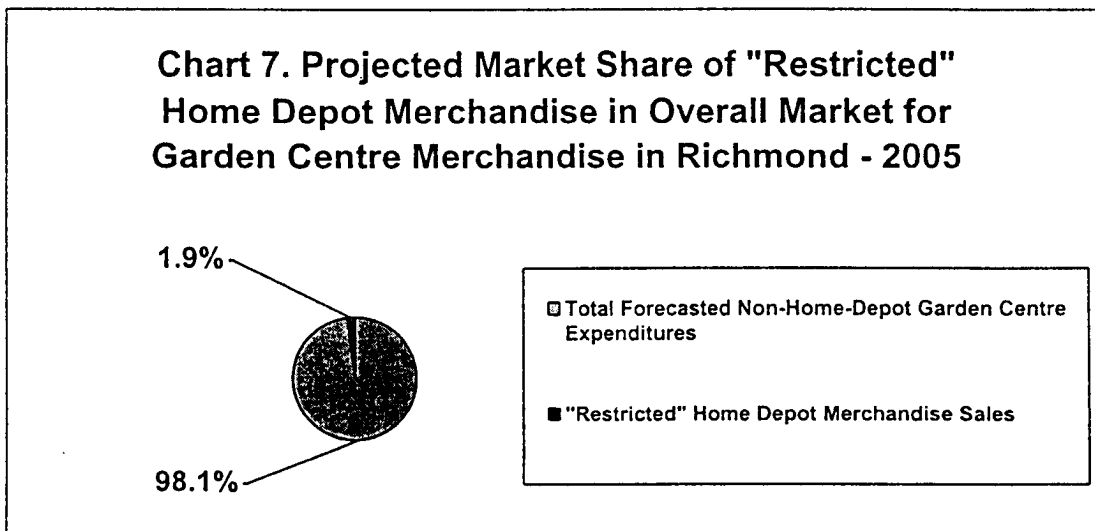 Chart 7. Projected Market Share of "Restricted"
Home Depot Merchandise in Overall Market for
Garden Centre Merchandise in Richmond - 2005
1.9%
Total Forecasted Non-Home-Depot Garden Centre
Expenditures
"Restricted" Home Depot Merchandise Sales
98.1%